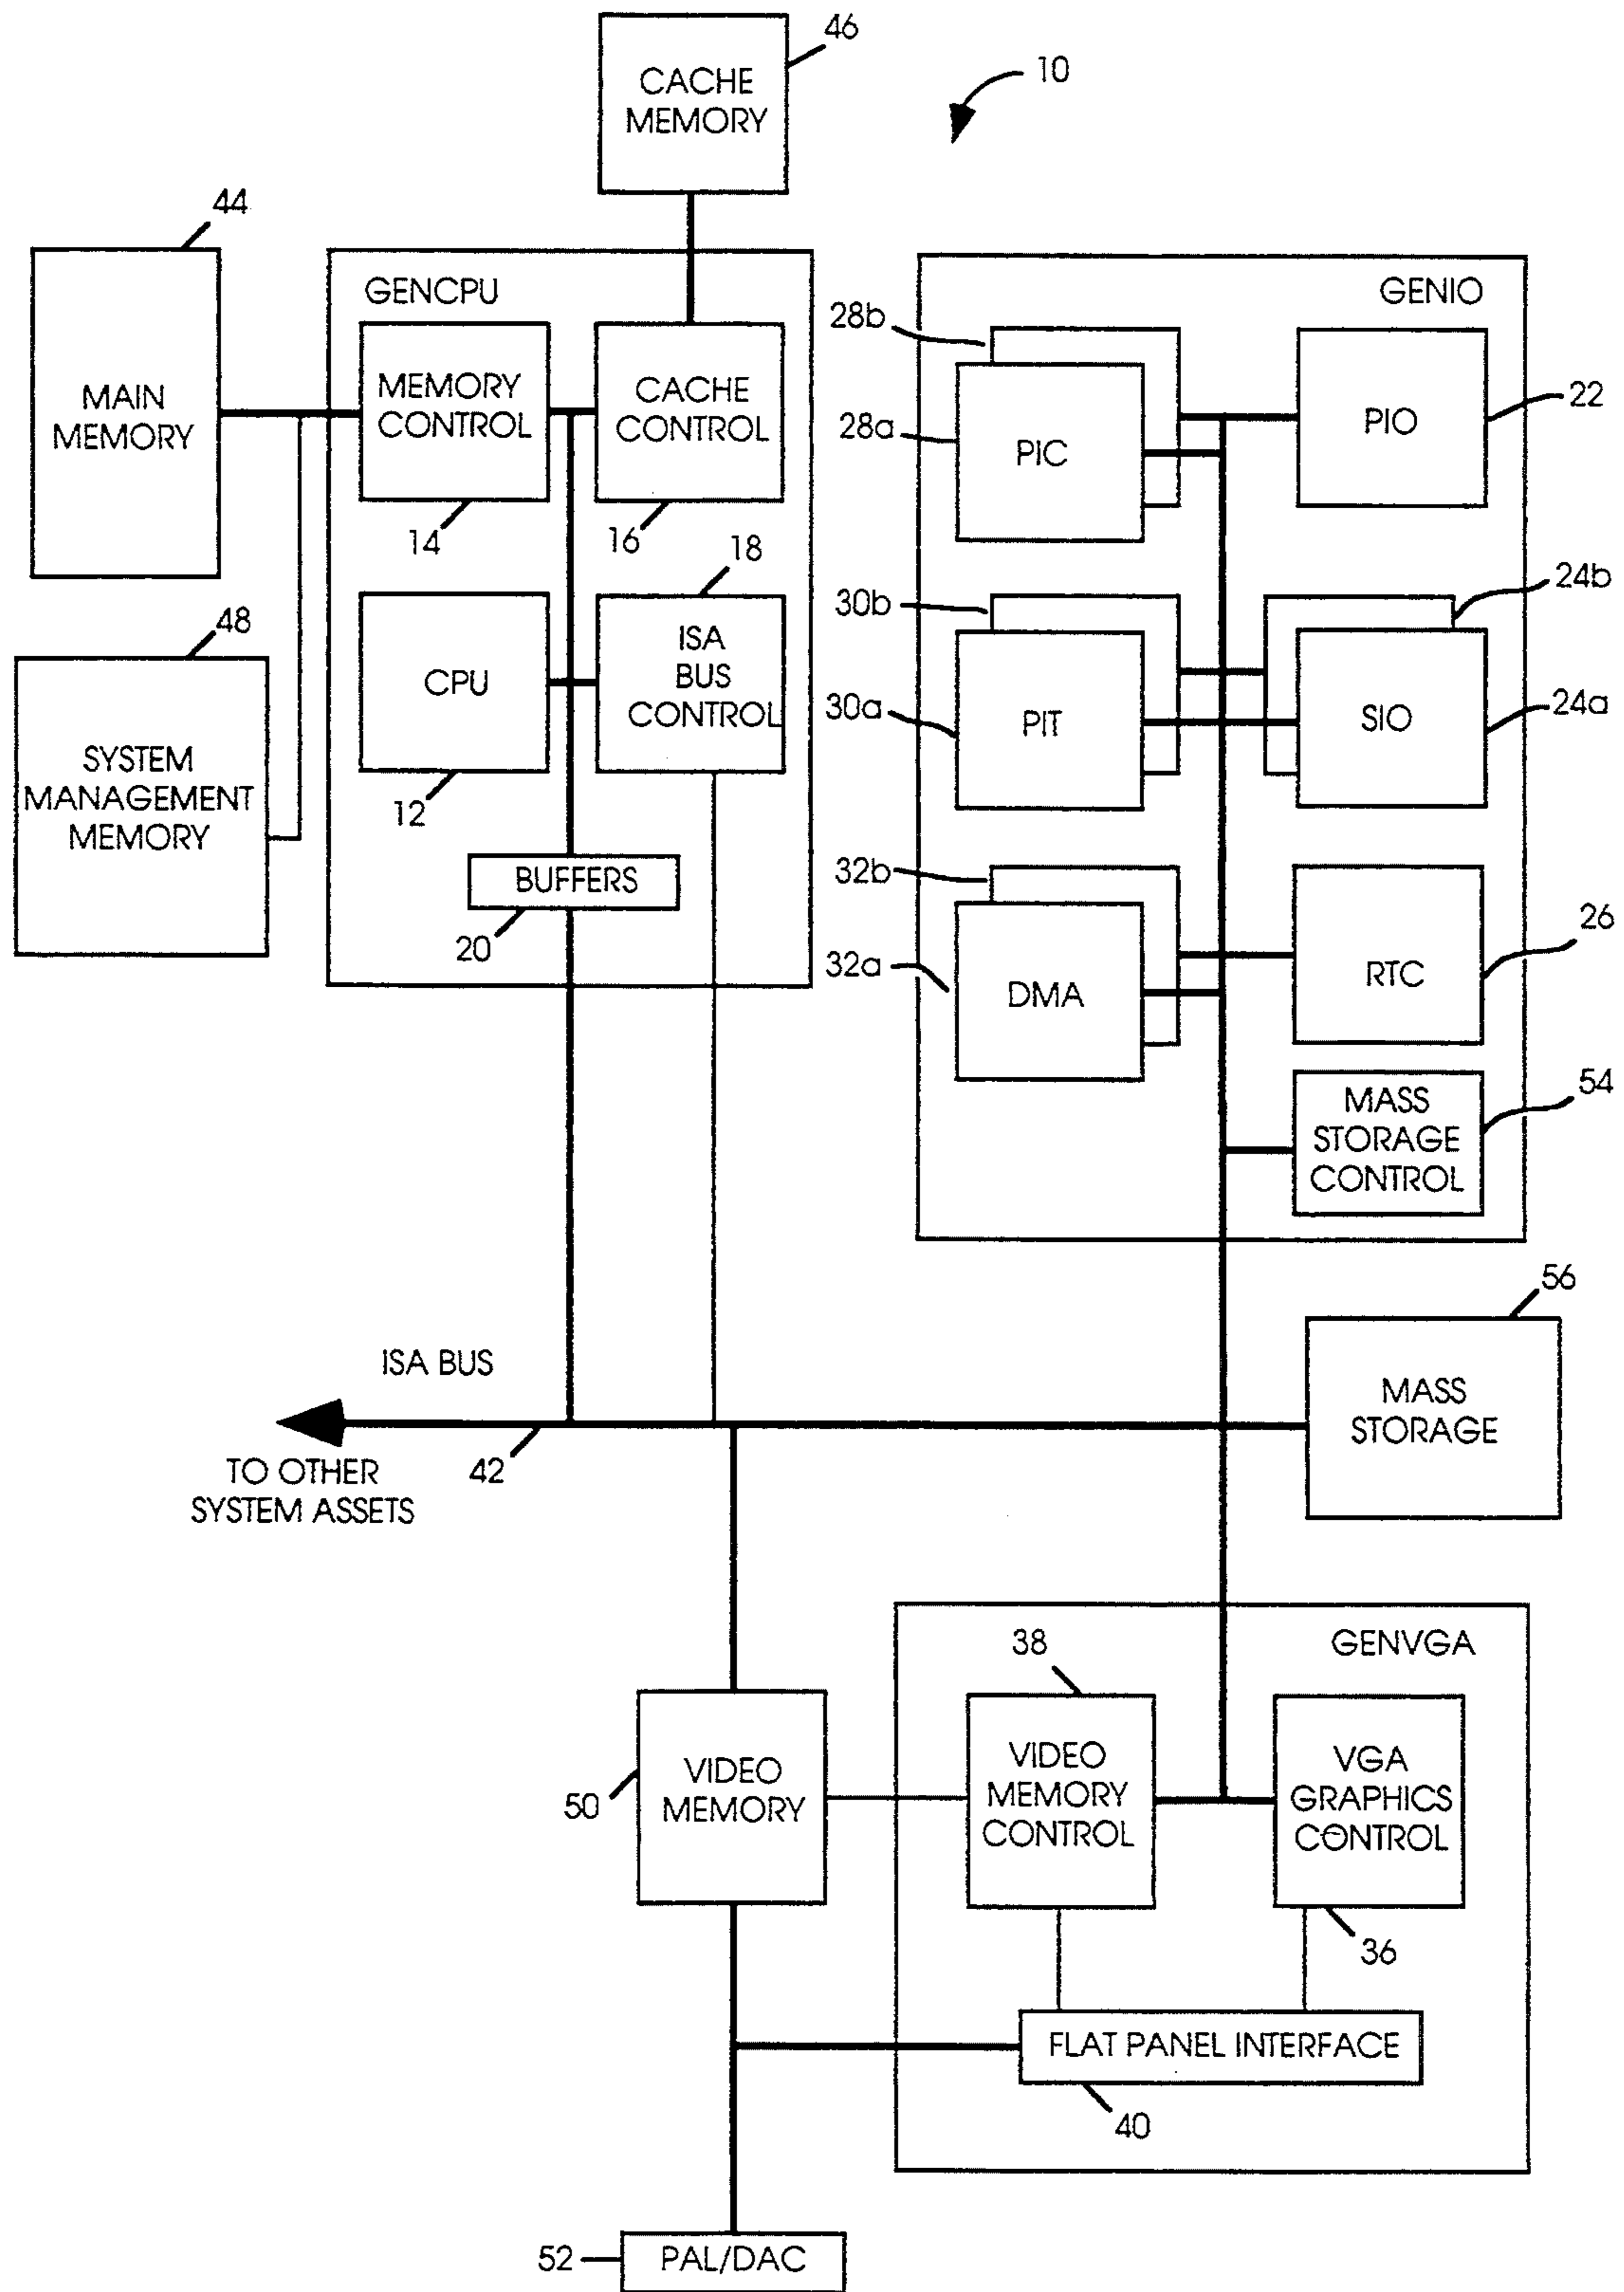 46
CACHE
MEMORY
10
44
MAIN
MEMORY
GENCPU
MEMORY
CONTROL
14
CACHE
CONTROL
16
18
CPU
12
ISA
BUS
CONTROL
BUFFERS
20
48
SYSTEM
MANAGEMENT
MEMORY
GENIO
28b
28a
PIC
PIO
22
30b
30a
PIT
24b
SIO
24a
32b
32a
DMA
RTC
26
MASS
STORAGE
CONTROL
54
56
MASS
STORAGE
ISA BUS
42
TO OTHER
SYSTEM ASSETS
GENVGA
38
50
VIDEO
MEMORY
VIDEO
MEMORY
CONTROL
VGA
GRAPHICS
CONTROL
36
FLAT PANEL INTERFACE
40
52
PAL/DAC